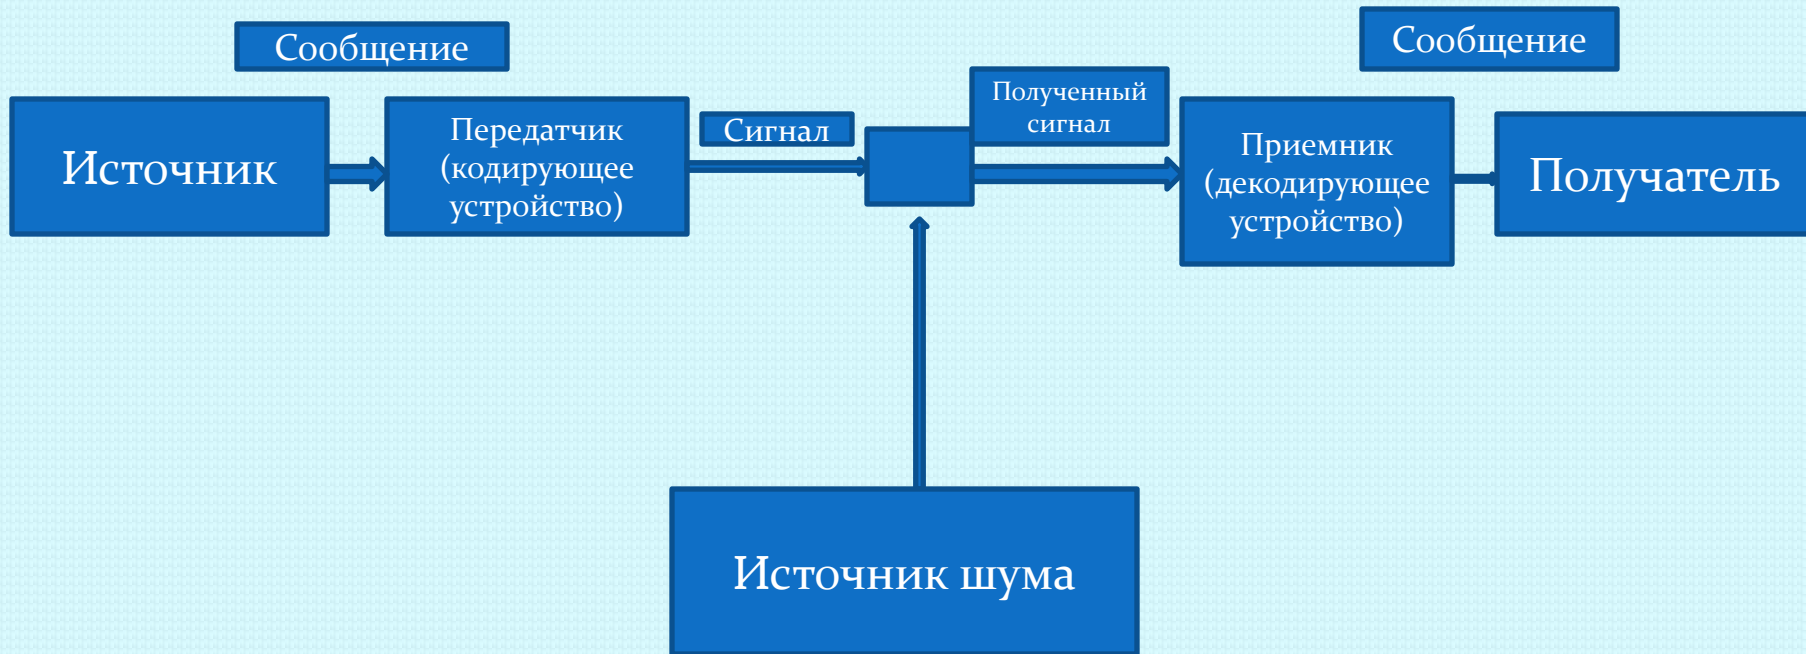 Сообщение
Сообщение
Источник
Передатчик
(кодирующее
устройство)
Сигнал
Полученный
сигнал
Приемник
(декодирующее
устройство)
Получатель
Источник шума